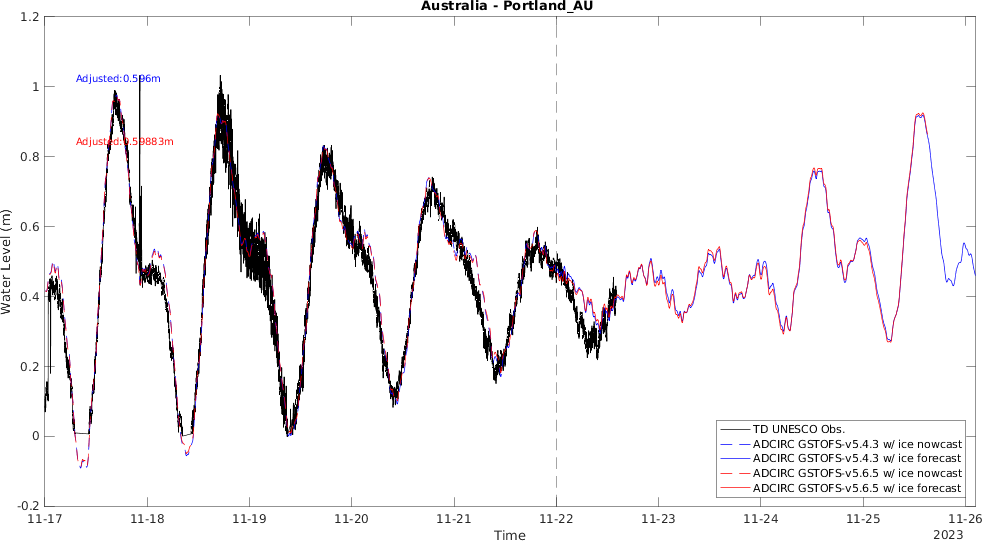 Australia - Portland_AU
1.2
1
0.8
0.6
0.4
0.2
0
-0.2
Water Level (m)
Adjusted:0.596m
Adjusted:0.59883m
TD UNESCO Obs.
ADCIRC GSTOFS-v5.4.3 w/ ice nowcast
ADCIRC GSTOFS-v5.4.3 w/ ice forecast
ADCIRC GSTOFS-v5.6.5 w/ ice nowcast
ADCIRC GSTOFS-v5.6.5 w/ ice forecast
11-17 11-18 11-19 11-20 11-21 11-22 11-23 11-24 11-25 11-26
Time
2023